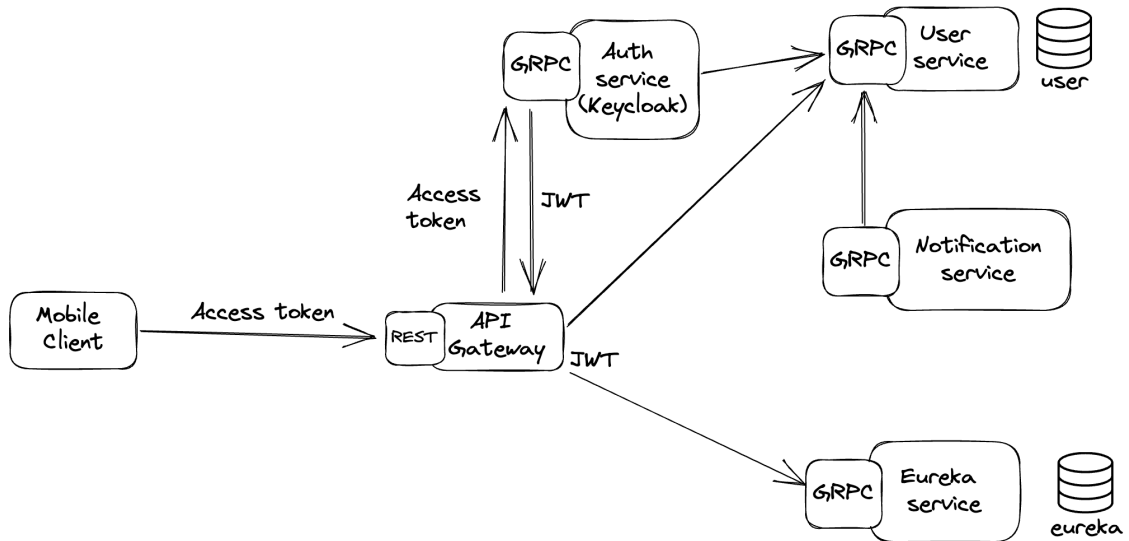 GRPC
Auth
service
(Keycloak)
GRPC
User
service
user
Access
token
JWT
GRPC
Notification
service
Mobile
Client
Access token
REST
API
Gateway
JWT
GRPC
Eureka
service
eureka